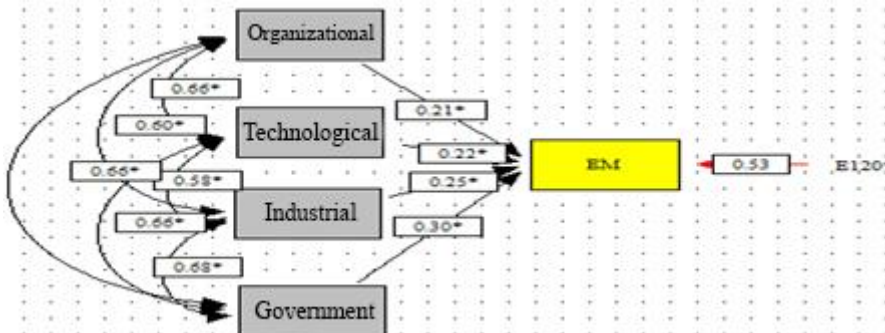 Organizational
0.66*
0.21*
0.60*
Technological
0.22*
EM
0.53
E120*
0.66*
0.58*
0.25*
Industrial
0.66*
0.30*
0.68*
Government